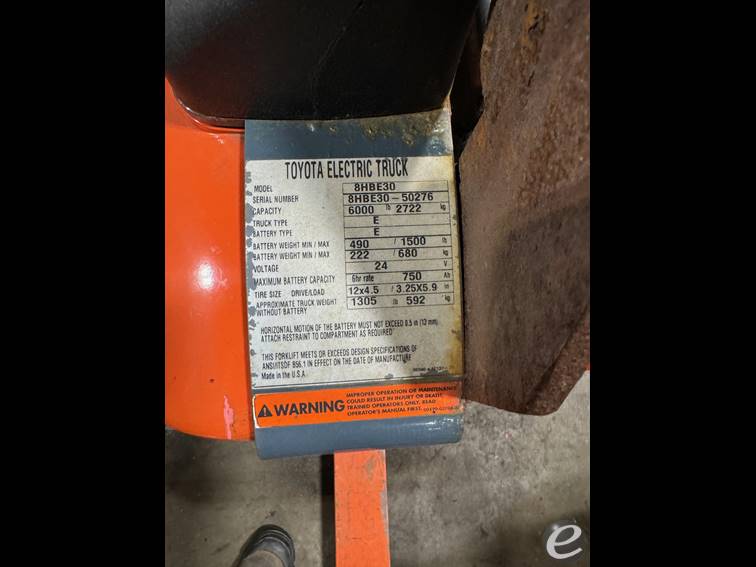 TOYOTA ELECTRIC TRUCK
MODEL 8HBE30
SERIAL NUMBER 8HBE30-50276
CAPACITY 6000 lb 2722 kg
TRUCK TYPE E
BATTERY TYPE E
BATTERY WEIGHT MIN / MAX 490 / 1500 lb
BATTERY WEIGHT MIN / MAX 222 / 680 kg
VOLTAGE 24 V
MAXIMUM BATTERY CAPACITY 6hr rate 750 Ah
TIRE SIZE DRIVE/LOAD 12x4.5 / 3.25X5.9 in
APPROXIMATE TRUCK WEIGHT
WITHOUT BATTERY 1305 lb 592 kg
HORIZONTAL MOTION OF THE BATTERY MUST NOT EXCEED 0.5 in (13 mm).
ATTACH RESTRAINT TO COMPARTMENT AS REQUIRED
THIS FORKLIFT MEETS OR EXCEEDS DESIGN SPECIFICATIONS OF
ANSI/ITSDF B56.1 IN EFFECT ON THE DATE OF MANUFACTURE
Made in the U.S.A.
WARNING
IMPROPER OPERATION OR MAINTENANCE
COULD RESULT IN INJURY OR DEATH.
TRAINED OPERATORS ONLY. READ
OPERATOR'S MANUAL FIRST.
e